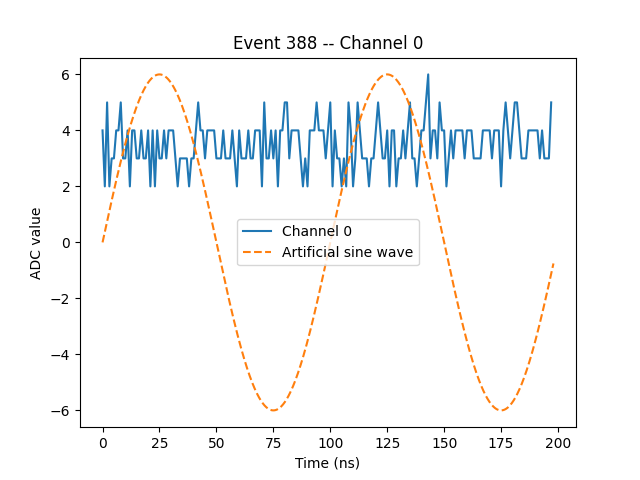 Event 388 -- Channel 0
6
4
2
0
−2
−4
−6
ADC value
Channel 0
Artificial sine wave
0 25 50 75 100 125 150 175 200
Time (ns)